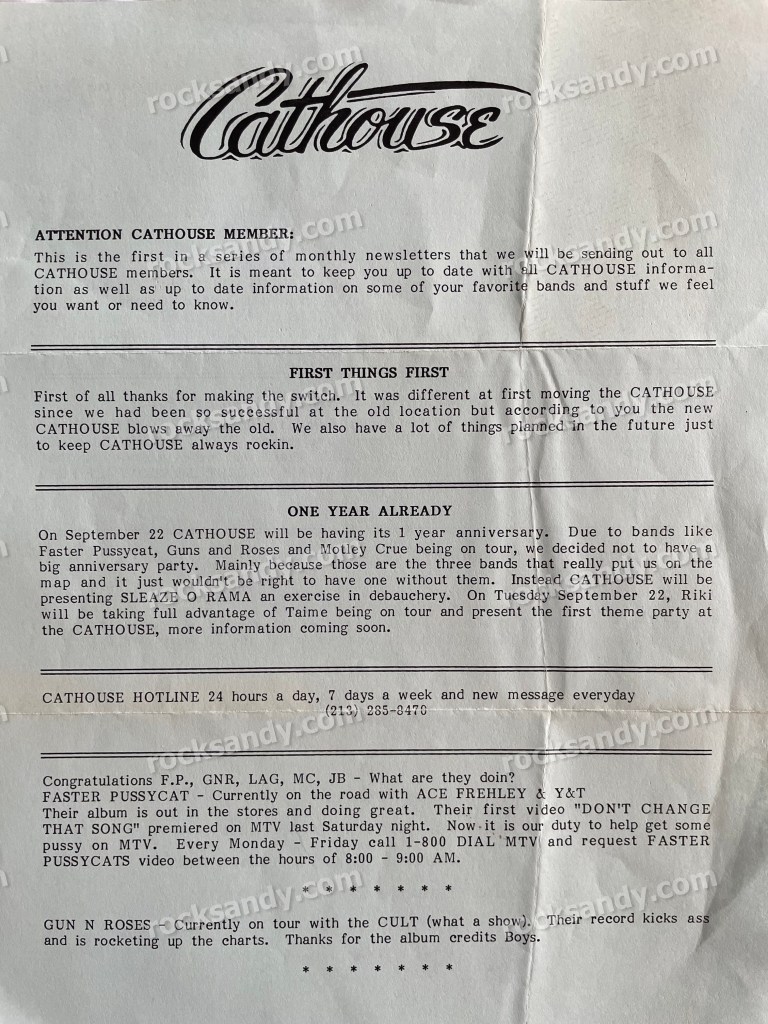 Cathouse
ATTENTION CATHOUSE MEMBER:
This is the first in a series of monthly newsletters that we will be sending out to all
CATHOUSE members. It is meant to keep you up to date with all CATHOUSE informa-
tion as well as up to date information on some of your favorite bands and stuff we feel
you want or need to know.
FIRST THINGS FIRST
First of all thanks for making the switch. It was different at first moving the CATHOUSE
since we had been so successful at the old location but according to you the new
CATHOUSE blows away the old. We also have a lot of things planned in the future just
to keep CATHOUSE always rockin.
ONE YEAR ALREADY
On September 22 CATHOUSE will be having its 1 year anniversary. Due to bands like
Faster Pussycat, Guns and Roses and Motley Crue being on tour, we decided not to have a
big anniversary party. Mainly because those are the three bands that really put us on the
map and it just wouldn't be right to have one without them. Instead CATHOUSE will be
presenting SLEAZE O RAMA an exercise in debauchery. On Tuesday September 22, Riki
will be taking full advantage of Taime being on tour and present the first theme party at
the CATHOUSE, more information coming soon.
CATHOUSE HOTLINE 24 hours a day, 7 days a week and new message everyday
(213) 285-8470
Congratulations F.P., GNR, LAG, MC, JB - What are they doin?
FASTER PUSSYCAT - Currently on the road with ACE FREHLEY & Y&T
Their album is out in the stores and doing great. Their first video "DON'T CHANGE
THAT SONG" premiered on MTV last Saturday night. Now it is our duty to help get some
pussy on MTV. Every Monday - Friday call 1-800 DIAL MTV and request FASTER
PUSSYCATS video between the hours of 8:00 - 9:00 AM.
* * * * * * *
GUN N ROSES - Currently on tour with the CULT (what a show). Their record kicks ass
and is rocketing up the charts. Thanks for the album credits Boys.
* * * * * * *
rocksandy.com